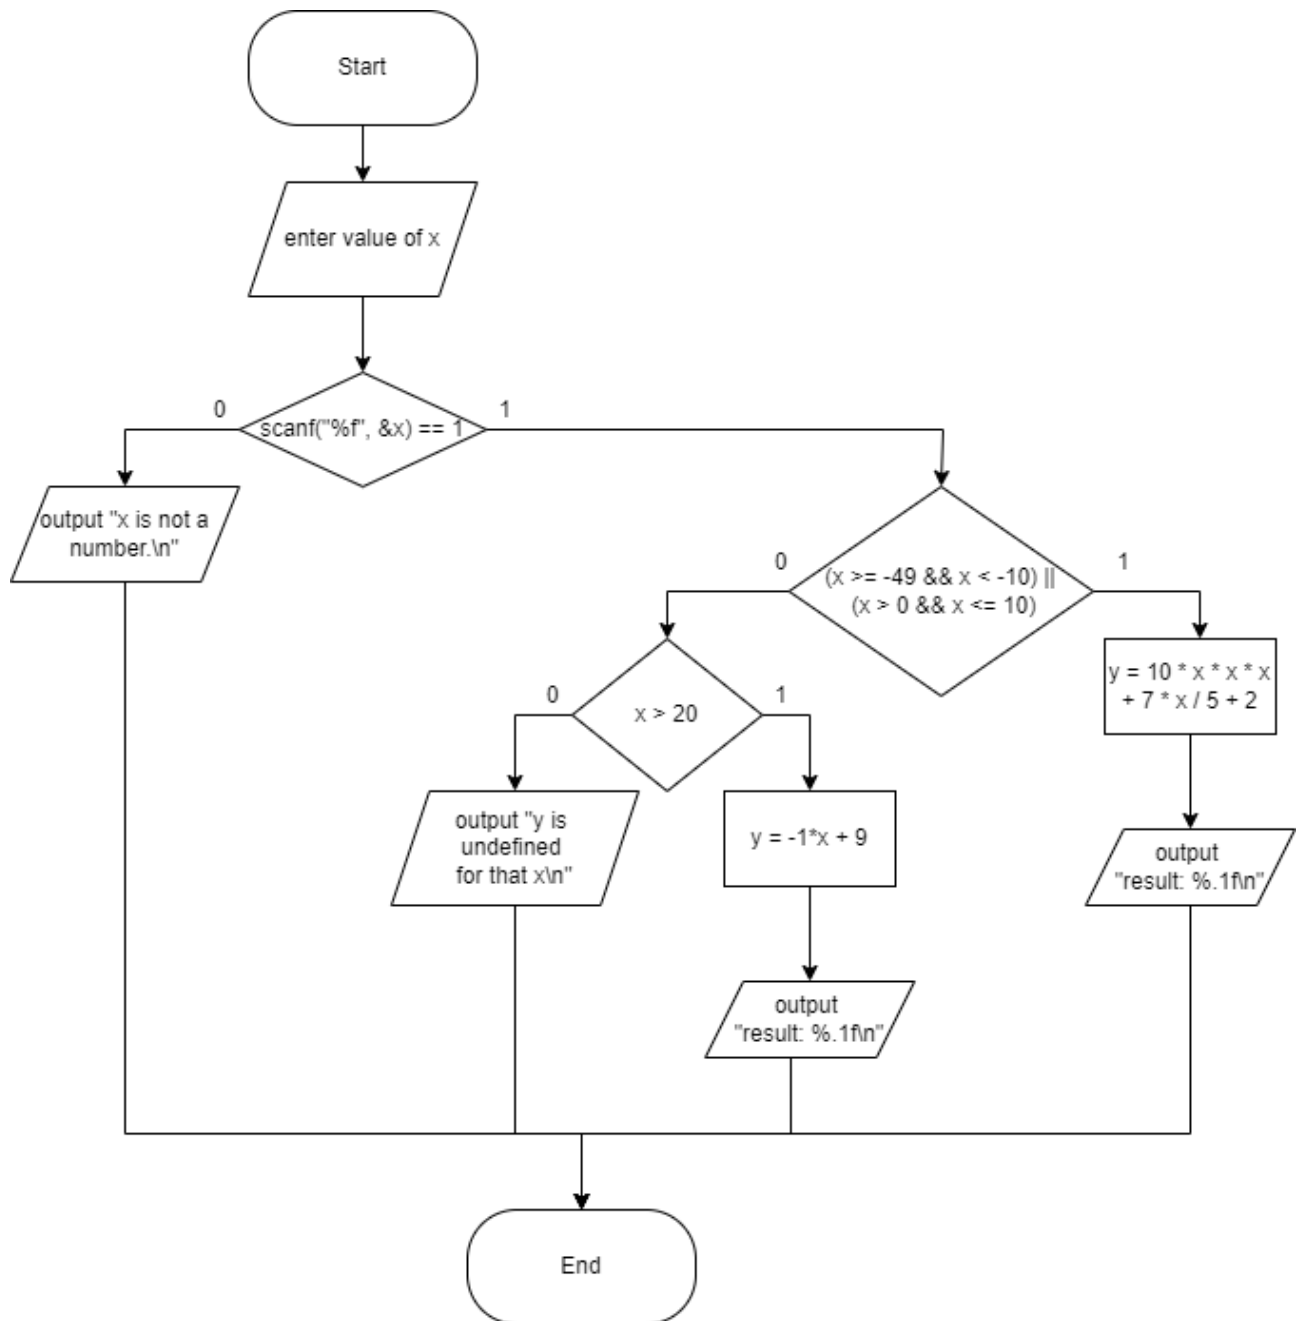 Start
enter value of x
0
1
scanf("%f", &x) == 1
output "x is not a
number.\n"
0
1
(x >= -49 && x < -10) ||
(x > 0 && x <= 10)
y = 10 * x * x * x
+ 7 * x / 5 + 2
0
1
x > 20
output "y is
undefined
for that x\n"
y = -1*x + 9
output
"result: %.1f\n"
output
"result: %.1f\n"
End